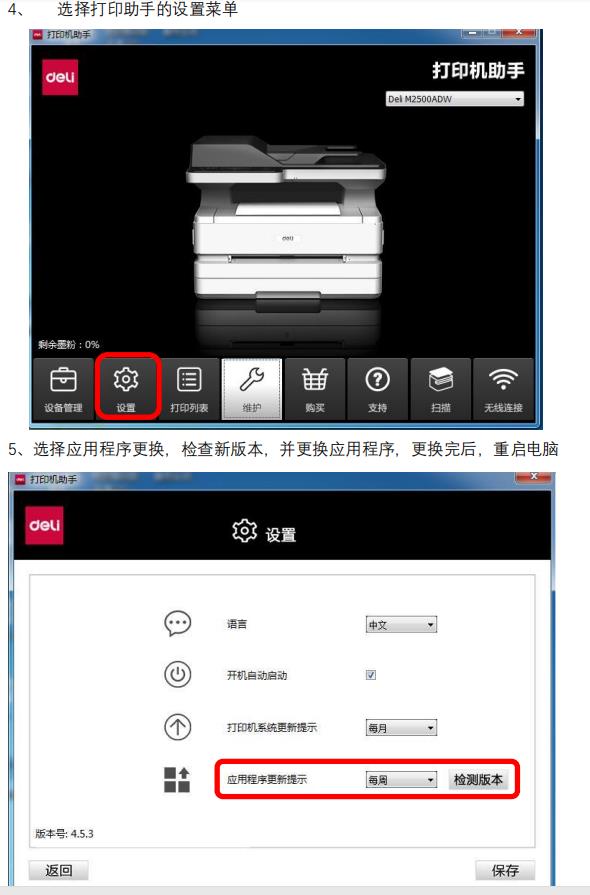 4、 选择打印助手的设置菜单
打印机助手
deli
打印机助手
Deli M2500ADW
deli
剩余墨粉：0%
设备管理 设置 打印列表 维护 购买 支持 扫描 无线连接
5、选择应用程序更换，检查新版本，并更换应用程序，更换完后，重启电脑
打印机助手
deli
设置
语言 中文
开机自动启动
打印机系统更新提示 每月
应用程序更新提示 每周 检测版本
版本号: 4.5.3
返回 保存